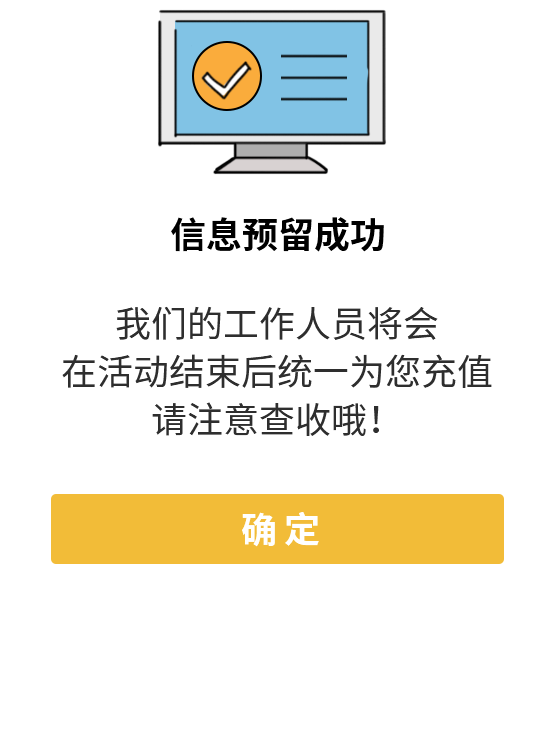 信息预留成功
我们的工作人员将会
在活动结束后统一为您充值
请注意查收哦！
确定